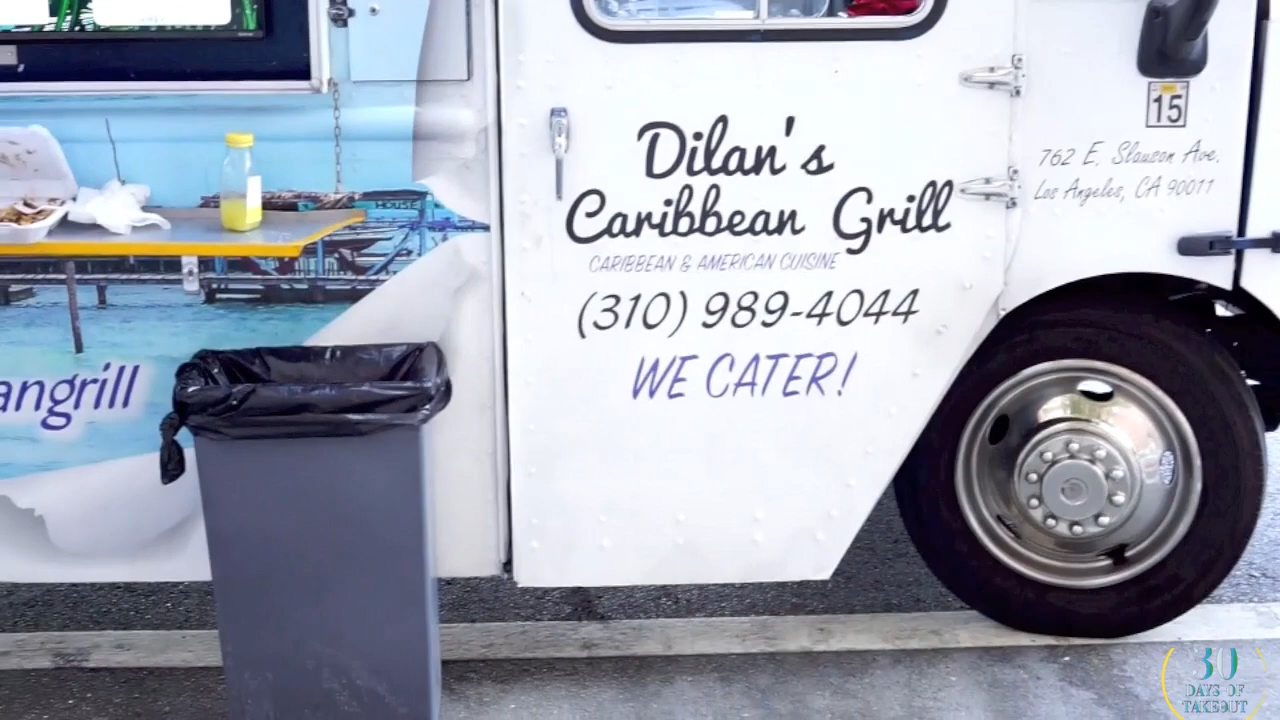 Dilan's
Caribbean Grill
CARIBBEAN & AMERICAN CUISINE
(310) 989-4044
WE CATER!
15
762 E. Slauson Ave.
Los Angeles, CA 90011
HOUSE
angrill
30
DAYS OF
TAKEOUT